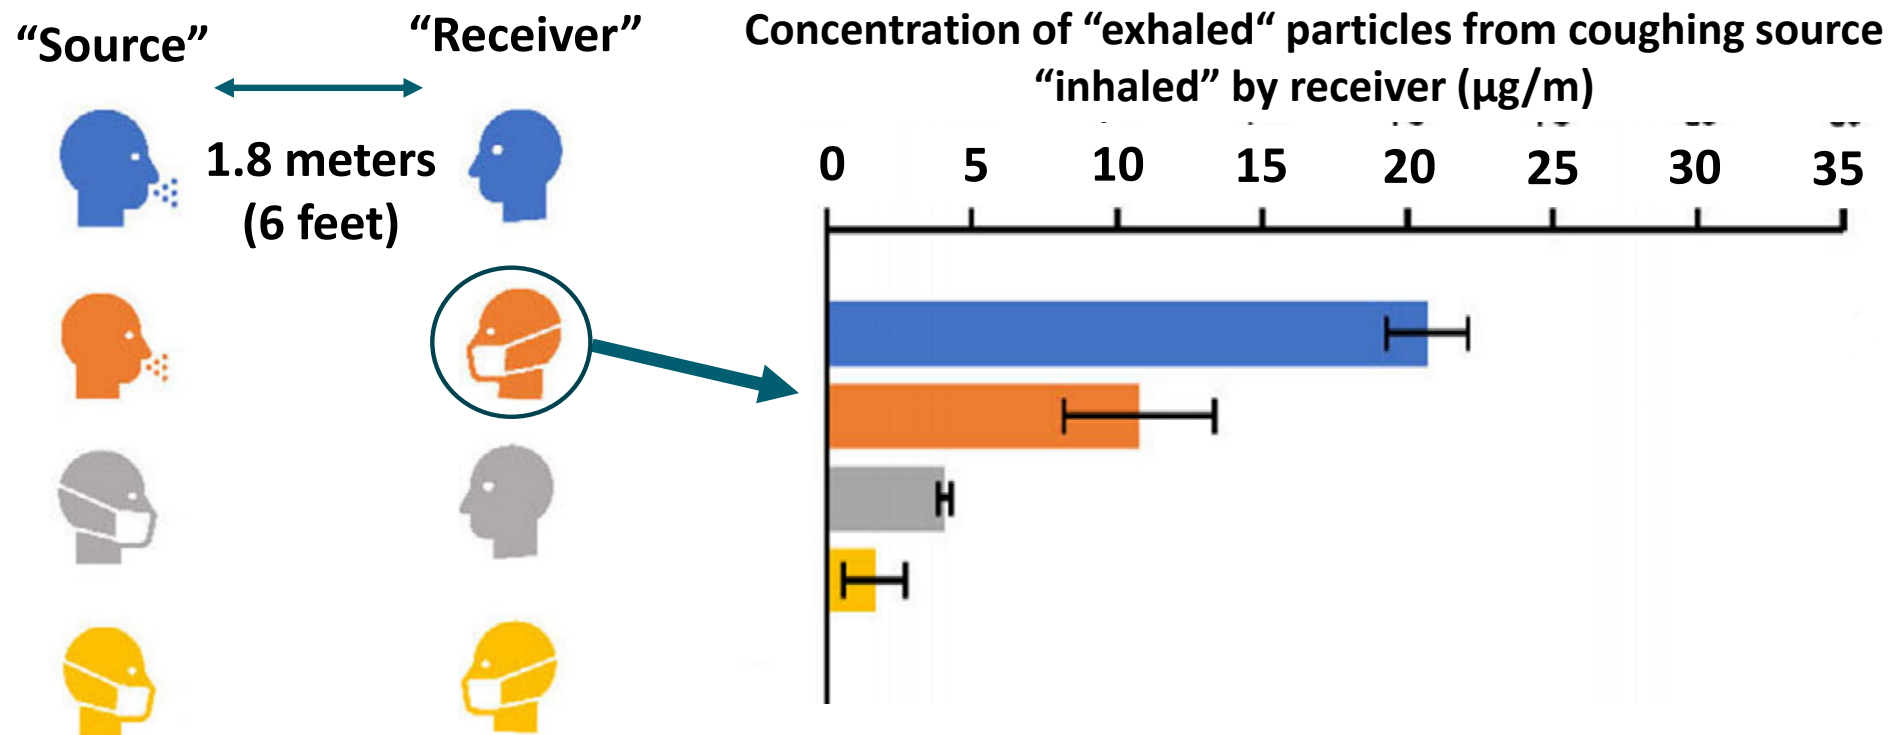 “Source”
“Receiver”
1.8 meters
(6 feet)
Concentration of “exhaled“ particles from coughing source
“inhaled” by receiver (µg/m)
0 5 10 15 20 25 30 35